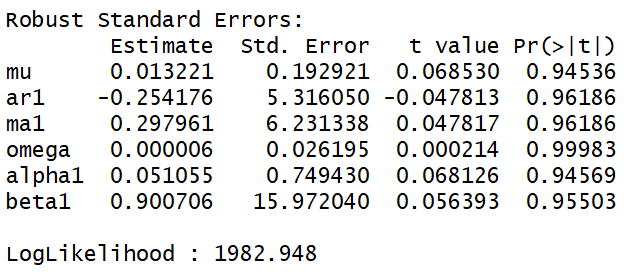 Robust Standard Errors:
        Estimate  Std. Error   t value Pr(>|t|)
mu      0.013221    0.192921  0.068530  0.94536
ar1    -0.254176    5.316050 -0.047813  0.96186
ma1     0.297961    6.231338  0.047817  0.96186
omega   0.000006    0.026195  0.000214  0.99983
alpha1  0.051055    0.749430  0.068126  0.94569
beta1   0.900706   15.972040  0.056393  0.95503
LogLikelihood : 1982.948